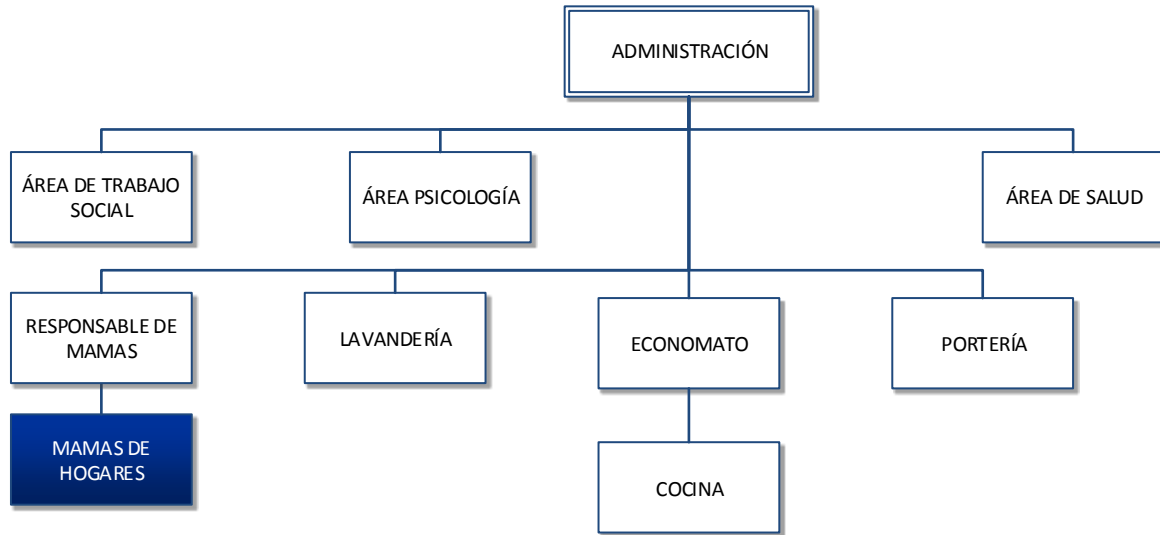 ADMINISTRACIÓN
ÁREA DE TRABAJO
SOCIAL
ÁREA PSICOLOGÍA
ÁREA DE SALUD
RESPONSABLE DE
MAMAS
LAVANDERÍA
ECONOMATO
PORTERÍA
MAMAS DE
HOGARES
COCINA